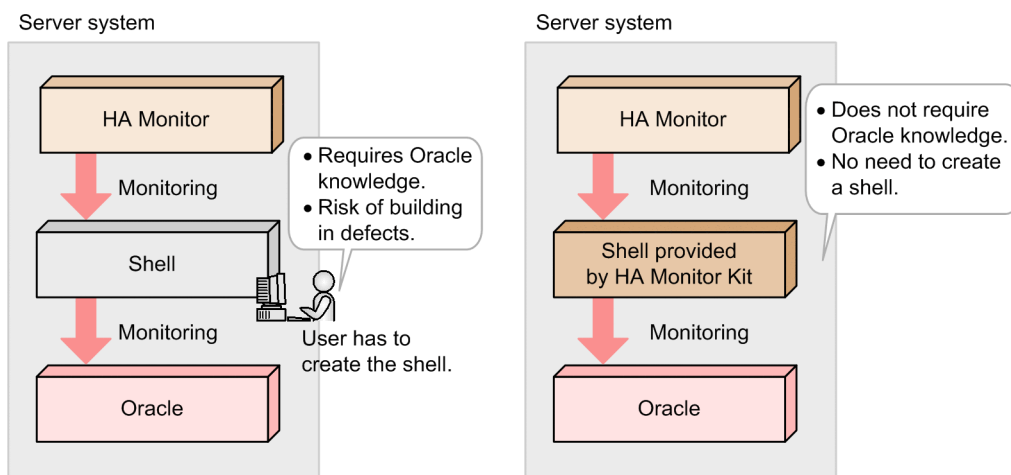 Server system
HA Monitor
Monitoring
• Requires Oracle
knowledge.
• Risk of building
in defects.
Shell
User has to
create the shell.
Monitoring
Oracle
Server system
HA Monitor
• Does not require
Oracle knowledge.
• No need to create
a shell.
Monitoring
Shell provided
by HA Monitor Kit
Monitoring
Oracle